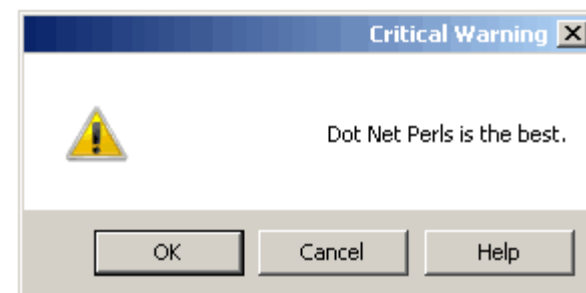 Critical Warning
Dot Net Perls is the best.
OK
Cancel
Help